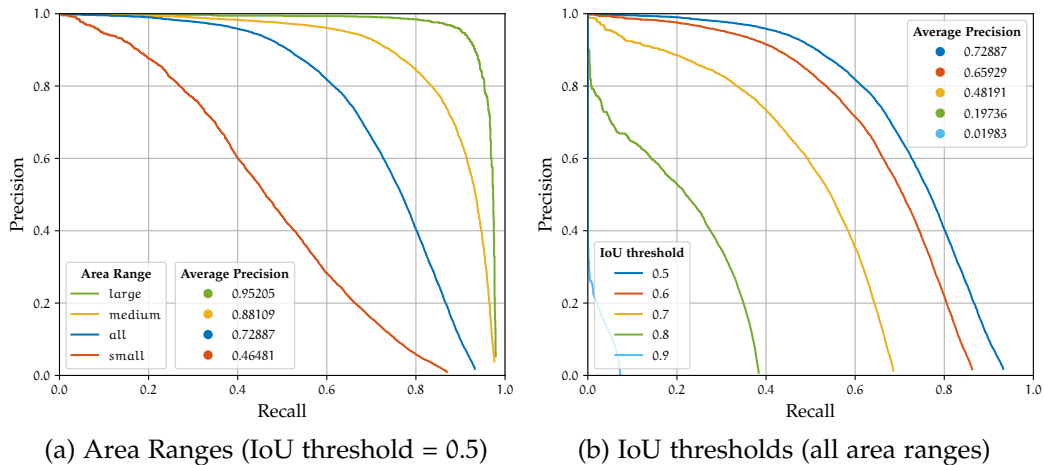 1.0
0.8
0.6
0.4
0.2
0.0
Precision
0.0 0.2 0.4 0.6 0.8 1.0
Recall
Area Range
large
medium
all
small
Average Precision
0.95205
0.88109
0.72887
0.46481
(a) Area Ranges (IoU threshold = 0.5)
1.0
0.8
0.6
0.4
0.2
0.0
Precision
0.0 0.2 0.4 0.6 0.8 1.0
Recall
Average Precision
0.72887
0.65929
0.48191
0.19736
0.01983
IoU threshold
0.5
0.6
0.7
0.8
0.9
(b) IoU thresholds (all area ranges)